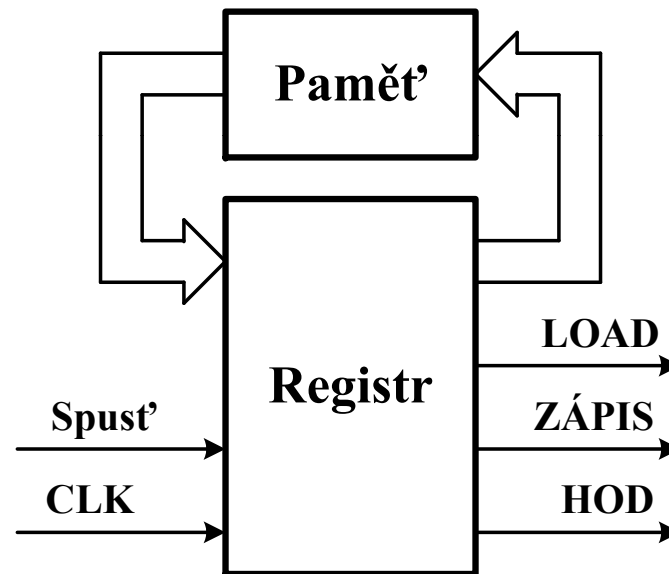 Paměť
LOAD
Registr
Spusť
ZÁPIS
CLK
HOD